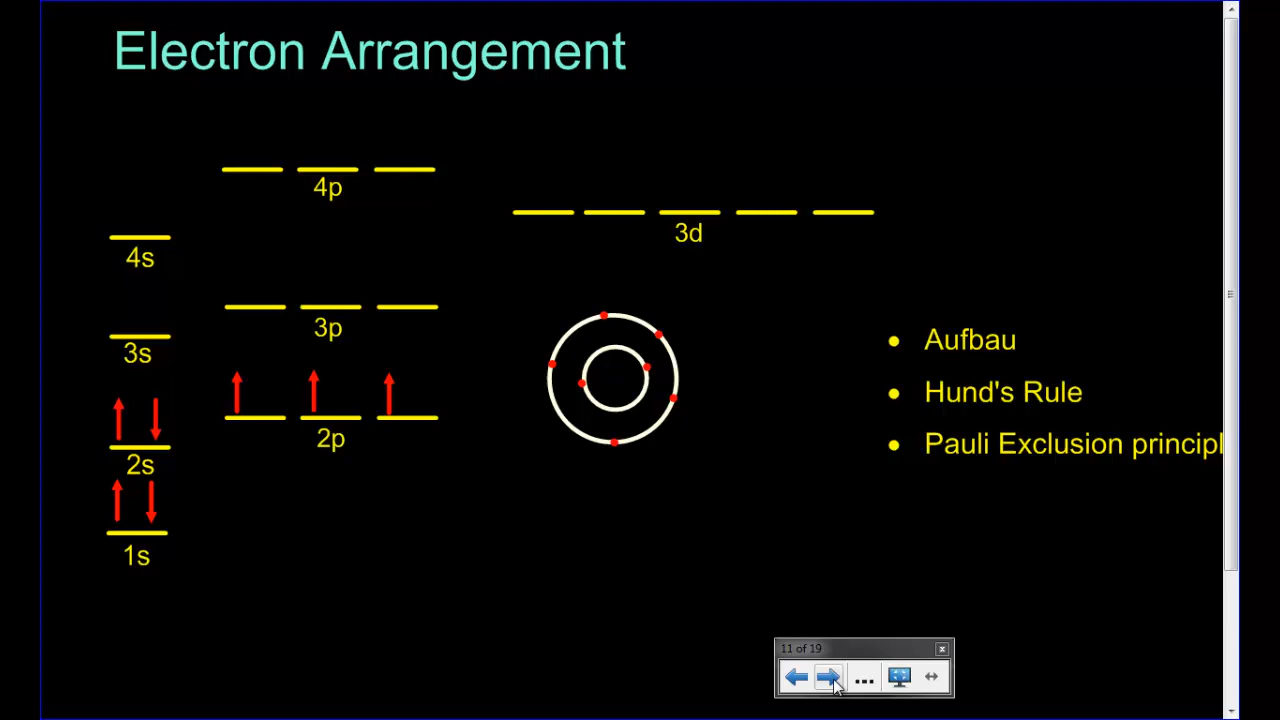 Electron Arrangement
4p
3d
4s
3p
3s
2p
2s
1s
• Aufbau
• Hund's Rule
• Pauli Exclusion principl
11 of 19
...